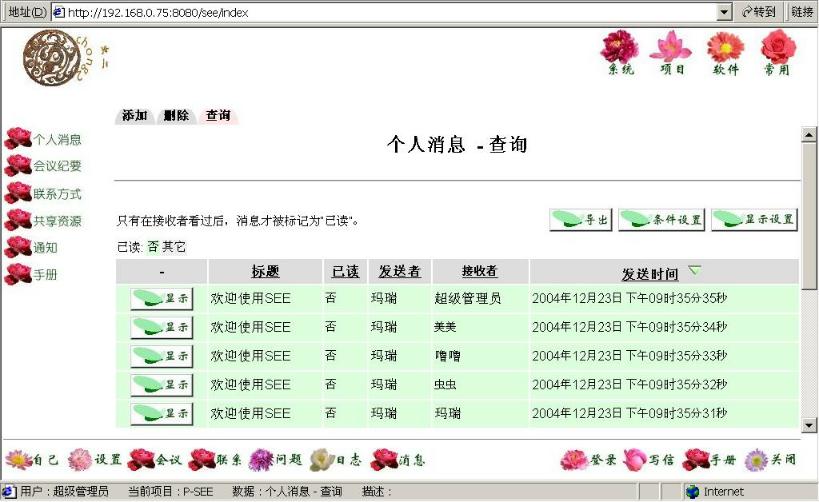 地址(D) http://192.168.0.75:8080/see/index 转到 链接
chongs
系统 项目 软件 常用
添加 删除 查询
个人消息 - 查询
个人消息
会议纪要
联系方式
共享资源
通知
手册
只有在接收者看过后，消息才被标记为"已读"。
导出 条件设置 显示设置
已读: 否 其它
- 标题 已读 发送者 接收者 发送时间
显示 欢迎使用SEE 否 玛瑞 超级管理员 2004年12月23日 下午09时35分35秒
显示 欢迎使用SEE 否 玛瑞 美美 2004年12月23日 下午09时35分34秒
显示 欢迎使用SEE 否 玛瑞 噜噜 2004年12月23日 下午09时35分33秒
显示 欢迎使用SEE 否 玛瑞 虫虫 2004年12月23日 下午09时35分32秒
显示 欢迎使用SEE 否 玛瑞 玛瑞 2004年12月23日 下午09时35分31秒
自己 设置 会议 联系 问题 日志 消息 登录 写信 手册 关闭
用户：超级管理员 当前项目：P-SEE 数据：个人消息 - 查询 描述： Internet